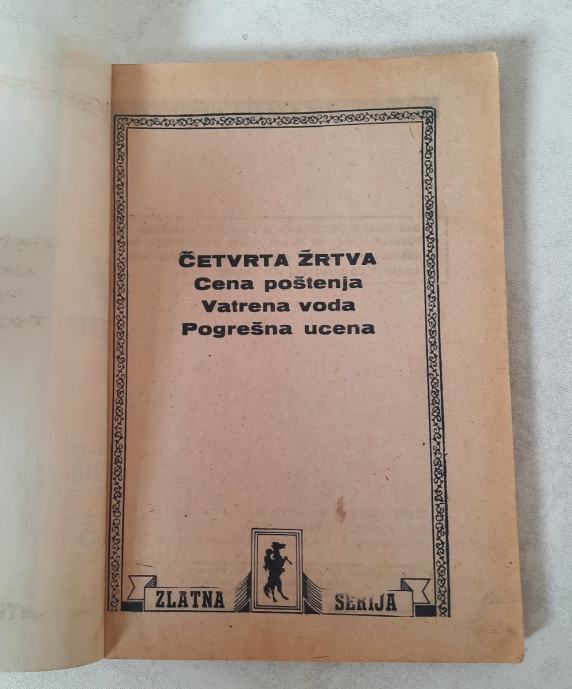 ČETVRTA ŽRTVA
Cena poštenja
Vatrena voda
Pogrešna ucena
ZLATNA SERIJA